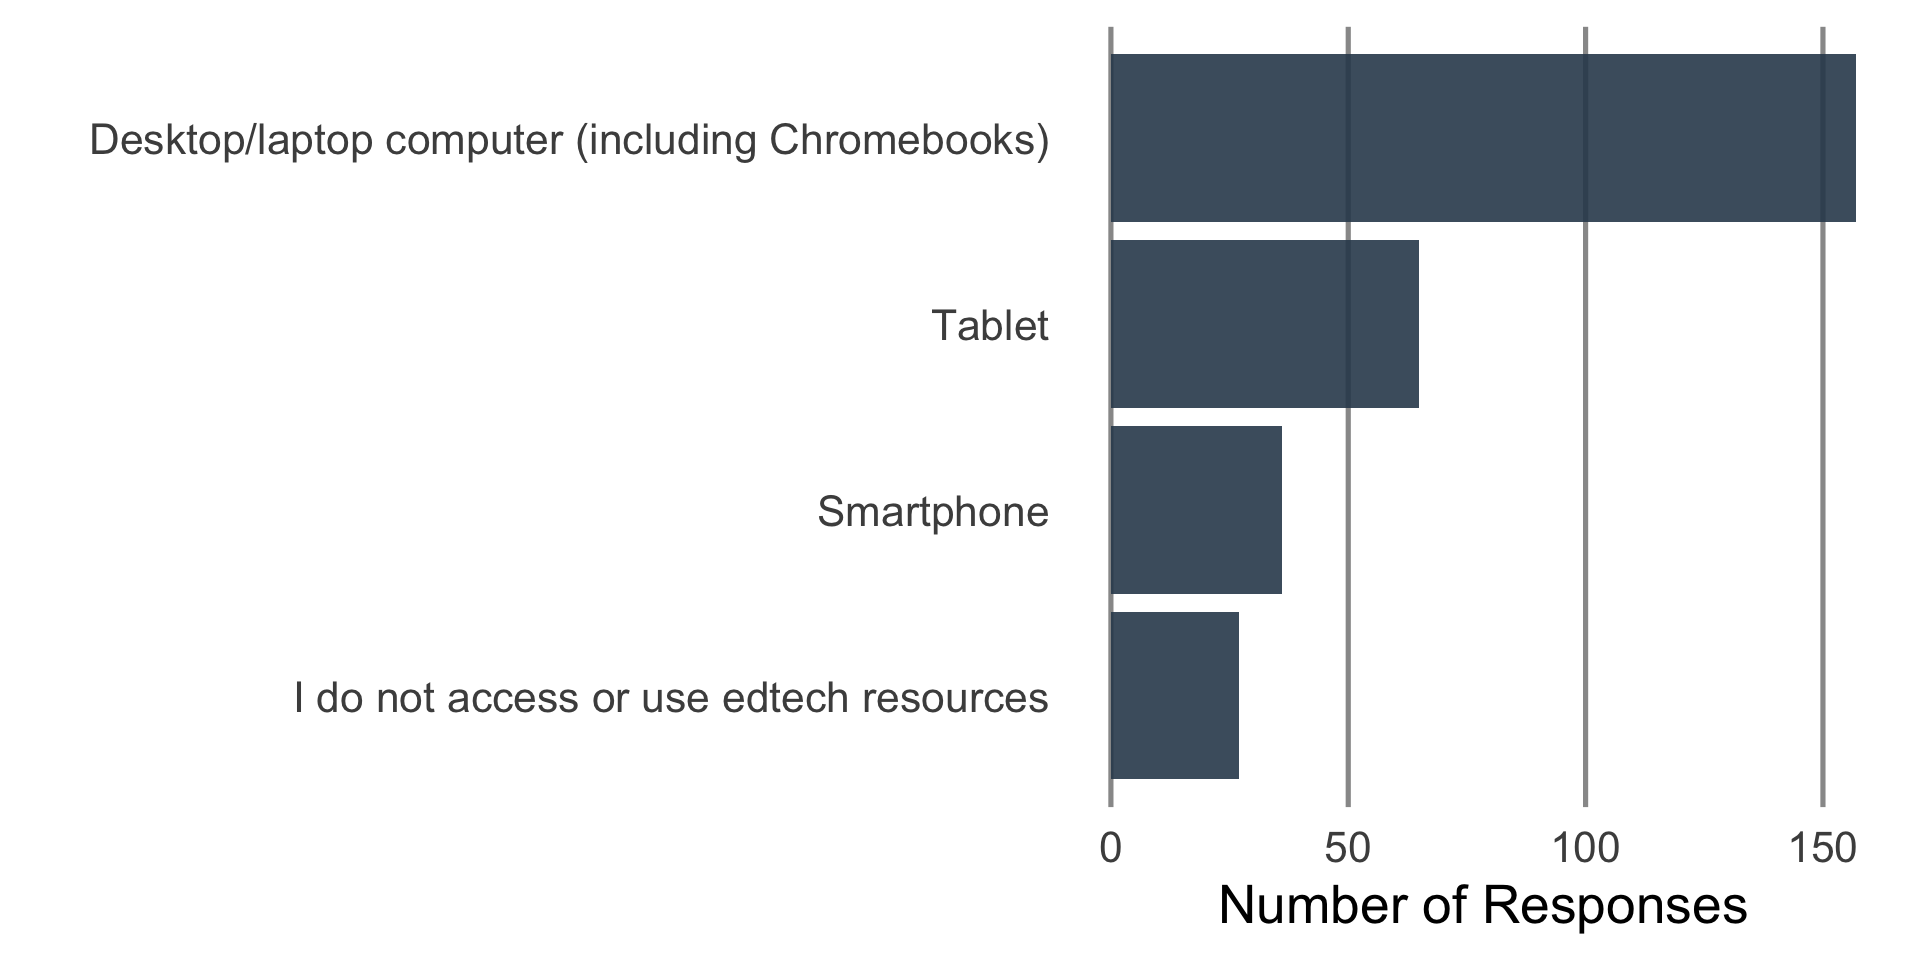 Desktop/laptop computer (including Chromebooks)
Tablet
Smartphone
I do not access or use edtech resources
0 50 100 150
Number of Responses